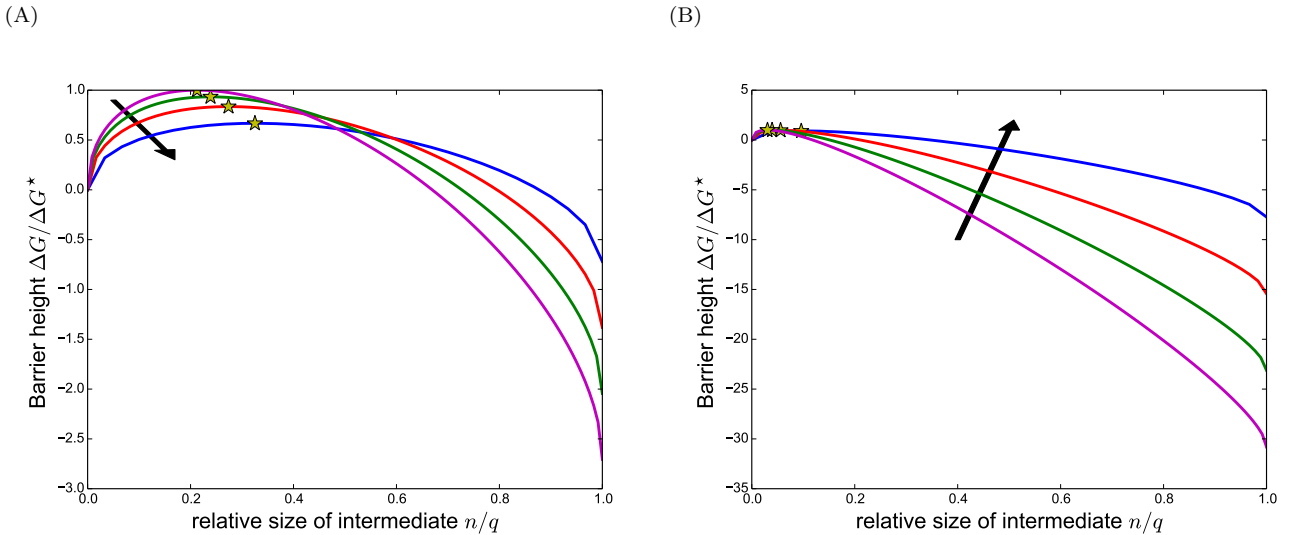 (A)
(B)
Barrier height ΔG/ΔG★
1.0
0.5
0.0
−0.5
−1.0
−1.5
−2.0
−2.5
−3.0
0.0 0.2 0.4 0.6 0.8 1.0
relative size of intermediate n/q
Barrier height ΔG/ΔG★
5
0
−5
−10
−15
−20
−25
−30
−35
0.0 0.2 0.4 0.6 0.8 1.0
relative size of intermediate n/q